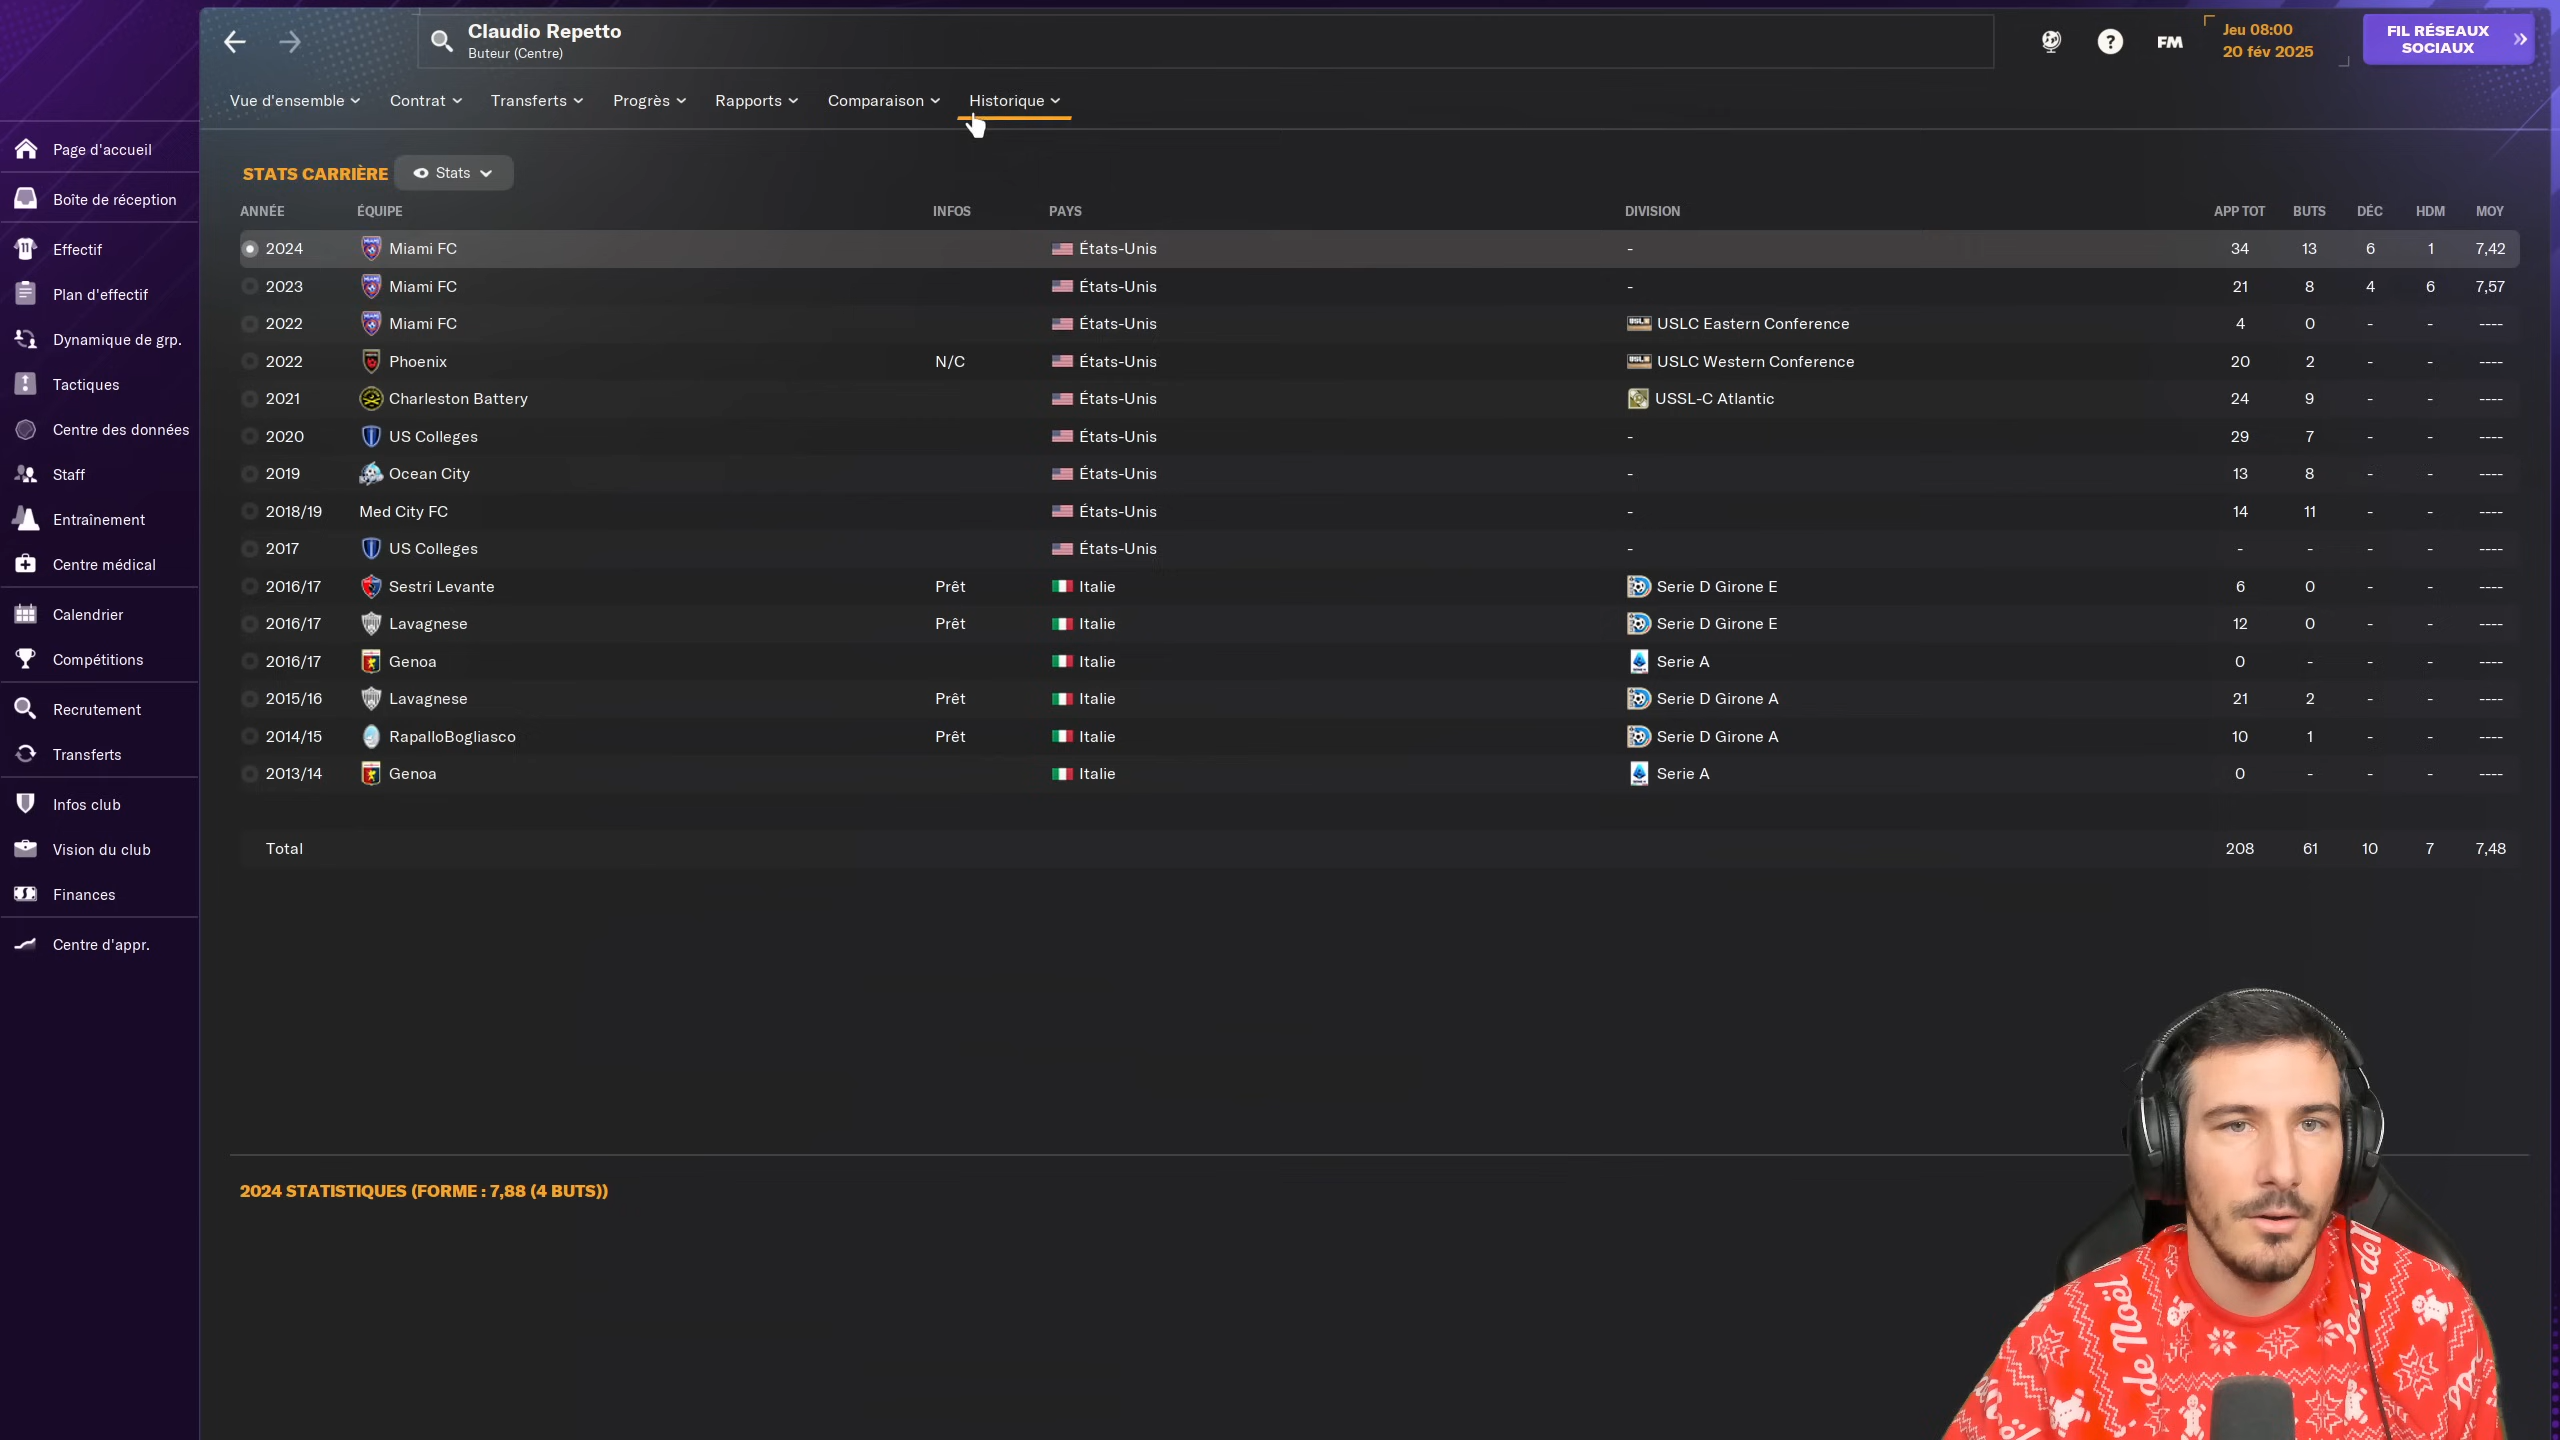 Claudio Repetto
Buteur (Centre)
FM
Jeu 08:00
20 fév 2025
FIL RÉSEAUX
SOCIAUX
Vue d'ensemble Contrat Transferts Progrès Rapports Comparaison Historique
Page d'accueil
Boîte de réception
Effectif
Plan d'effectif
Dynamique de grp.
Tactiques
Centre des données
Staff
Entraînement
Centre médical
Calendrier
Compétitions
Recrutement
Transferts
Infos club
Vision du club
Finances
Centre d'appr.
STATS CARRIÈRE Stats
ANNÉE ÉQUIPE INFOS PAYS DIVISION APP TOT BUTS DÉC HDM MOY
2024 Miami FC États-Unis - 34 13 6 1 7,42
2023 Miami FC États-Unis - 21 8 4 6 7,57
2022 Miami FC États-Unis USLC Eastern Conference 4 0 - - ----
2022 Phoenix N/C États-Unis USLC Western Conference 20 2 - - ----
2021 Charleston Battery États-Unis USSL-C Atlantic 24 9 - - ----
2020 US Colleges États-Unis - 29 7 - - ----
2019 Ocean City États-Unis - 13 8 - - ----
2018/19 Med City FC États-Unis - 14 11 - - ----
2017 US Colleges États-Unis - - - - - ----
2016/17 Sestri Levante Prêt Italie Serie D Girone E 6 0 - - ----
2016/17 Lavagnese Prêt Italie Serie D Girone E 12 0 - - ----
2016/17 Genoa Italie Serie A 0 - - - ----
2015/16 Lavagnese Prêt Italie Serie D Girone A 21 2 - - ----
2014/15 RapalloBogliasco Prêt Italie Serie D Girone A 10 1 - - ----
2013/14 Genoa Italie Serie A 0 - - - ----
Total 208 61 10 7 7,48
2024 STATISTIQUES (FORME : 7,88 (4 BUTS))
de Noël